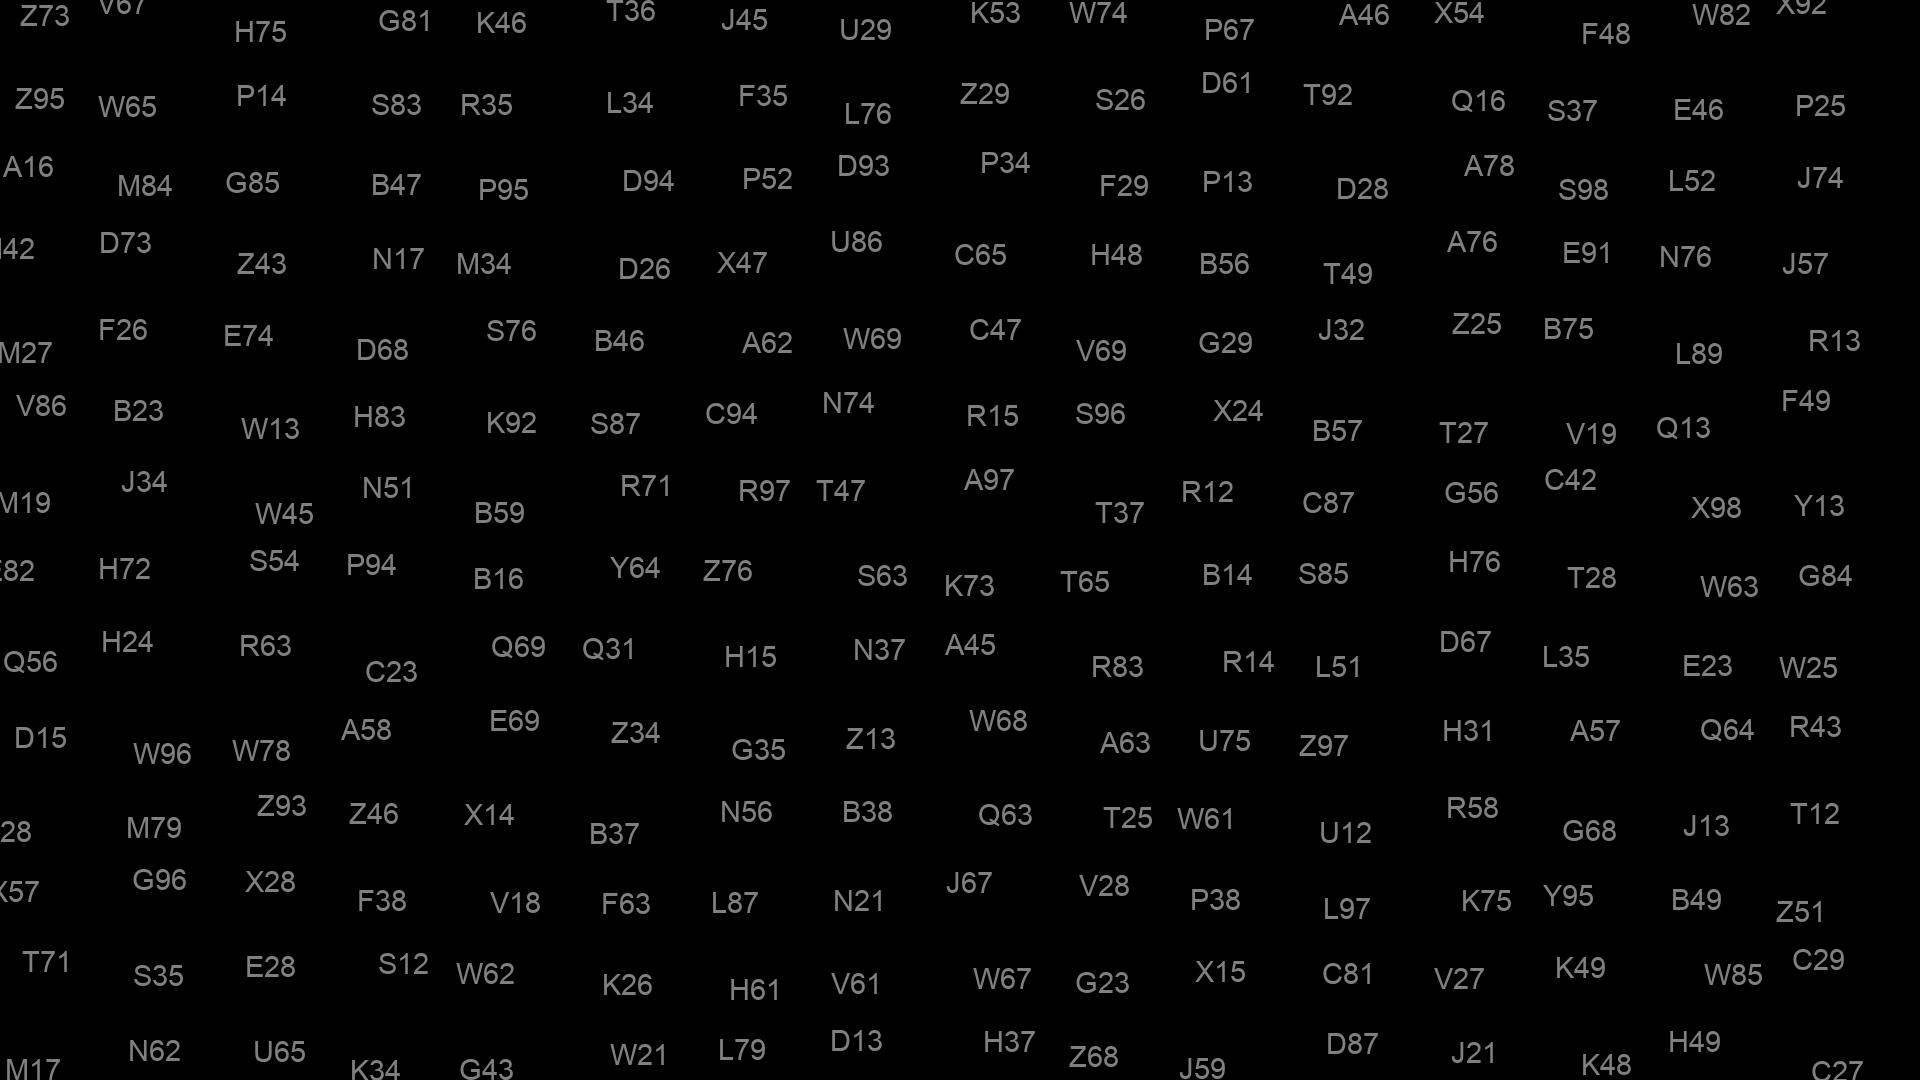 Z73 V67 H75 G81 K46 T36 J45 U29 K53 W74 P67 A46 X54 F48 W82 X92
Z95 W65 P14 S83 R35 L34 F35 L76 Z29 S26 D61 T92 Q16 S37 E46 P25
A16 M84 G85 B47 P95 D94 P52 D93 P34 F29 P13 D28 A78 S98 L52 J74
42 D73 Z43 N17 M34 D26 X47 U86 C65 H48 B56 T49 A76 E91 N76 J57
M27 F26 E74 D68 S76 B46 A62 W69 C47 V69 G29 J32 Z25 B75 L89 R13
V86 B23 W13 H83 K92 S87 C94 N74 R15 S96 X24 B57 T27 V19 Q13 F49
M19 J34 W45 N51 B59 R71 R97 T47 A97 T37 R12 C87 G56 C42 X98 Y13
82 H72 S54 P94 B16 Y64 Z76 S63 K73 T65 B14 S85 H76 T28 W63 G84
Q56 H24 R63 C23 Q69 Q31 H15 N37 A45 R83 R14 L51 D67 L35 E23 W25
D15 W96 W78 A58 E69 Z34 G35 Z13 W68 A63 U75 Z97 H31 A57 Q64 R43
28 M79 Z93 Z46 X14 B37 N56 B38 Q63 T25 W61 U12 R58 G68 J13 T12
57 G96 X28 F38 V18 F63 L87 N21 J67 V28 P38 L97 K75 Y95 B49 Z51
T71 S35 E28 S12 W62 K26 H61 V61 W67 G23 X15 C81 V27 K49 W85 C29
M17 N62 U65 K34 G43 W21 L79 D13 H37 Z68 J59 D87 J21 K48 H49 C27